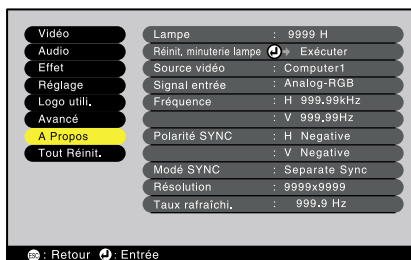 Vidéo
Audio
Effet
Réglage
Logo utili.
Avancé
A Propos
Tout Réinit.
Lampe : 9999 H
Réinit. minuterie lampe Exécuter
Source vidéo : Computer1
Signal entrée : Analog-RGB
Fréquence : H 999.99kHz
: V 999.99Hz
Polarité SYNC : H Negative
: V Negative
Modé SYNC : Separate Sync
Résolution : 9999x9999
Taux rafraîchi. : 999.9 Hz
ESC : Retour : Entrée